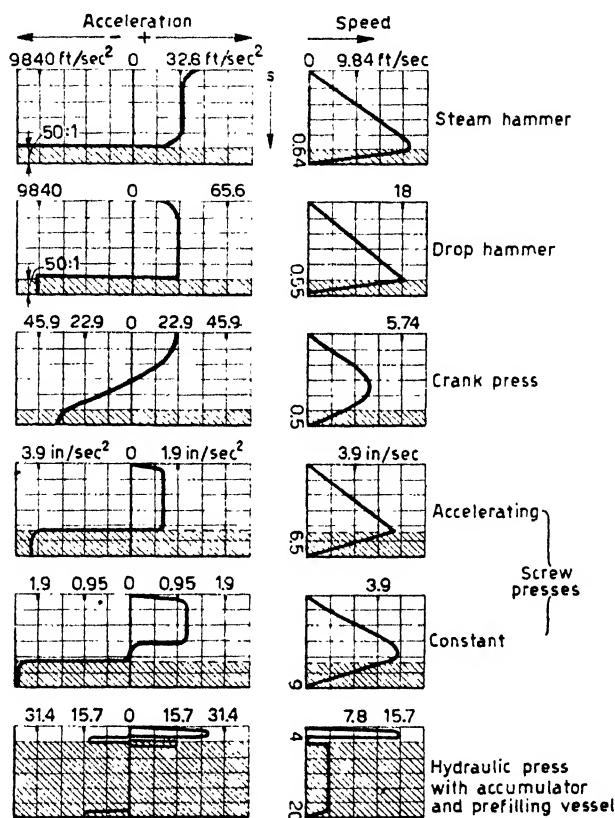 Acceleration
Speed
− +
9840 ft/sec² 0 32.8
s
0 9.84 ft/sec
50:1
0.64
Steam hammer
9840 0 65.6
18
50:1
0.55
Drop hammer
45.9 22.9 0 22.9 45.9
5.74
0.5
Crank press
3.9 in/sec² 0 1.9 in/sec²
3.9 in/sec
6.5
Accelerating
Screw
presses
1.9 0.95 0 0.95 1.9
3.9
9
Constant
31.4 15.7 0 15.7 31.4
7.8 15.7
4
20
Hydraulic press
with accumulator
and prefilling vessel